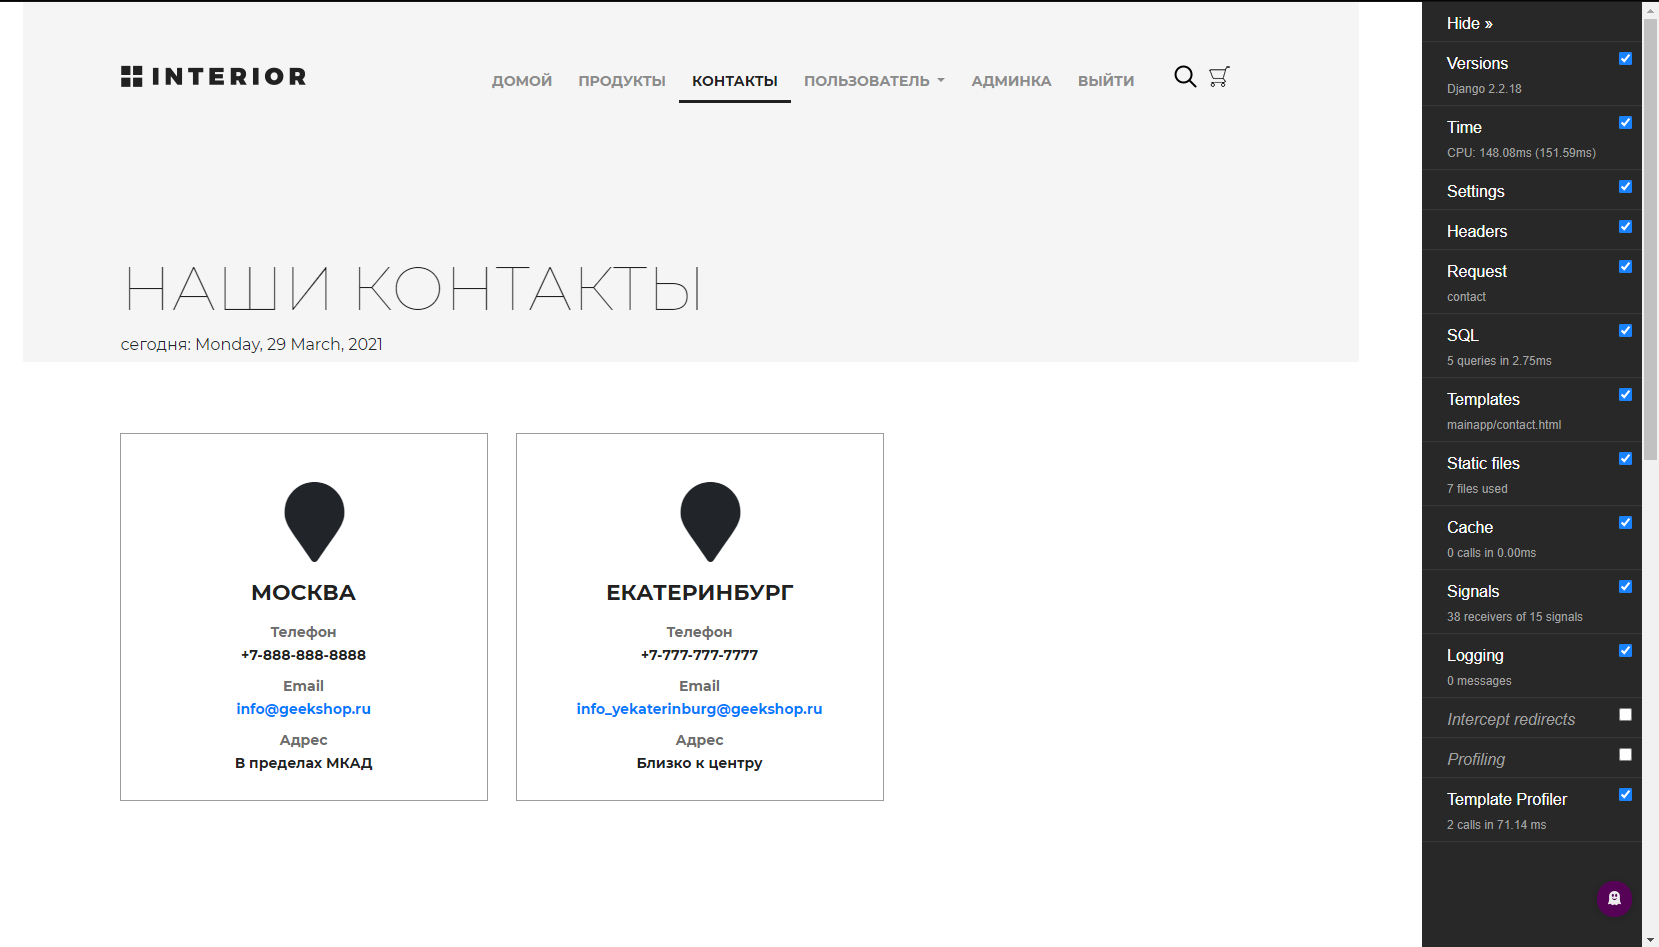 INTERIOR
ДОМОЙ ПРОДУКТЫ КОНТАКТЫ ПОЛЬЗОВАТЕЛЬ АДМИНКА ВЫЙТИ
НАШИ КОНТАКТЫ
сегодня: Monday, 29 March, 2021
МОСКВА
Телефон
+7-888-888-8888
Email
info@geekshop.ru
Адрес
В пределах МКАД
ЕКАТЕРИНБУРГ
Телефон
+7-777-777-7777
Email
info_yekaterinburg@geekshop.ru
Адрес
Близко к центру
Hide »
Versions
Django 2.2.18
Time
CPU: 148.08ms (151.59ms)
Settings
Headers
Request
contact
SQL
5 queries in 2.75ms
Templates
mainapp/contact.html
Static files
7 files used
Cache
0 calls in 0.00ms
Signals
38 receivers of 15 signals
Logging
0 messages
Intercept redirects
Profiling
Template Profiler
2 calls in 71.14 ms